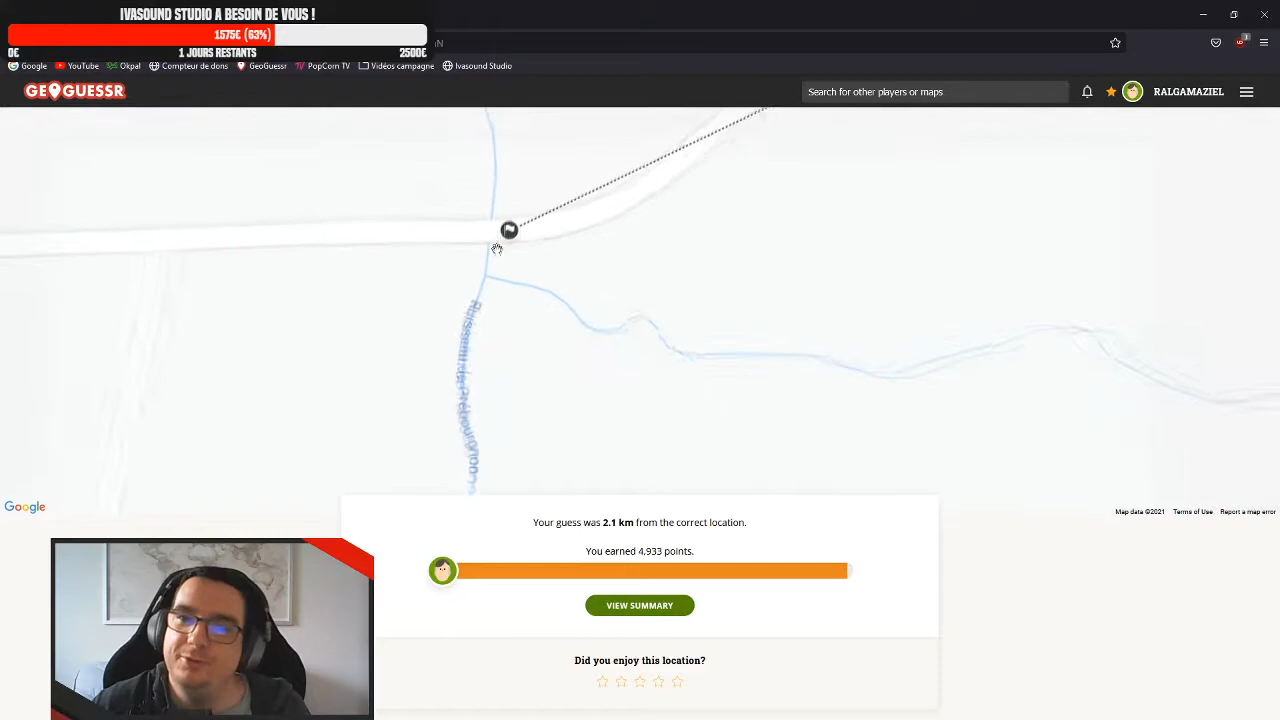 IVASOUND STUDIO A BESOIN DE VOUS !
1575€ (63%)
0€ 1 JOURS RESTANTS 2500€
Google YouTube Okpal Compteur de dons GeoGuessr PopCorn TV Vidéos campagne Ivasound Studio
GEOGUESSR
Search for other players or maps
RALGAMAZIEL
Google
Map data ©2021 Terms of Use Report a map error
Your guess was 2.1 km from the correct location.
You earned 4,933 points.
VIEW SUMMARY
Did you enjoy this location?